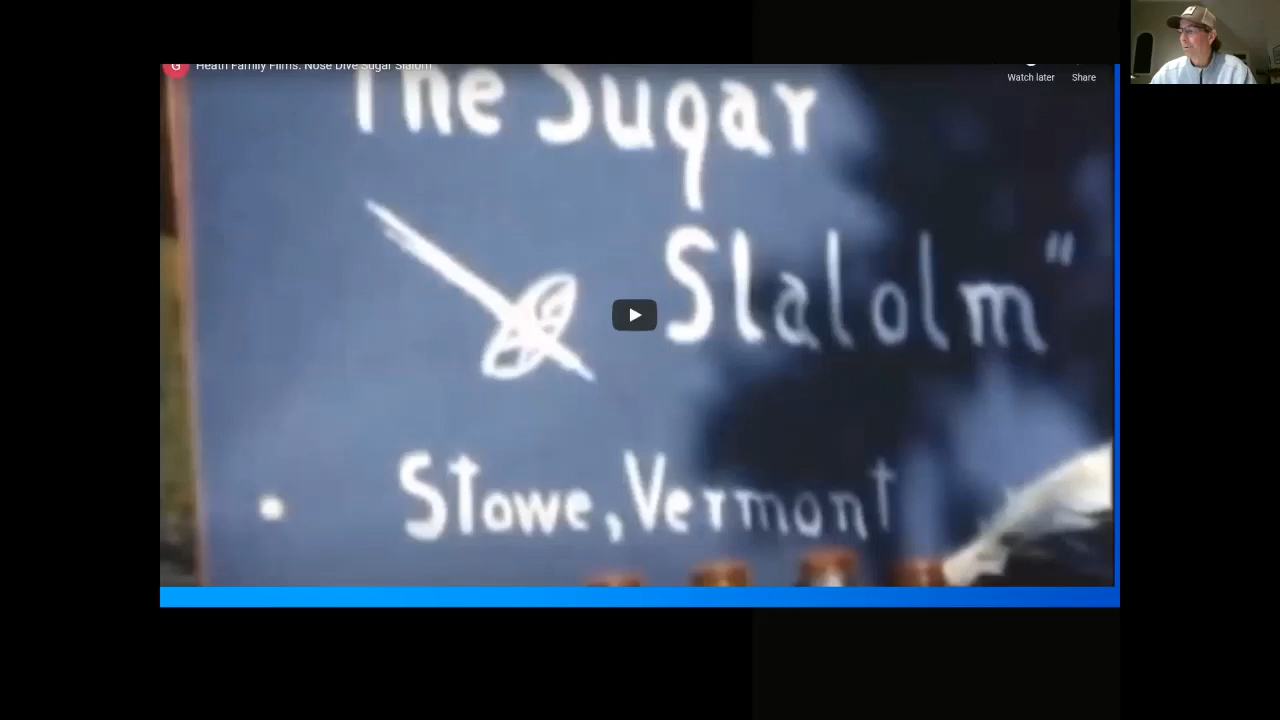 G Heath Family Films: Nose Dive Sugar Slalom
Watch later Share
The Sugar
Slalolm"
Stowe, Vermont